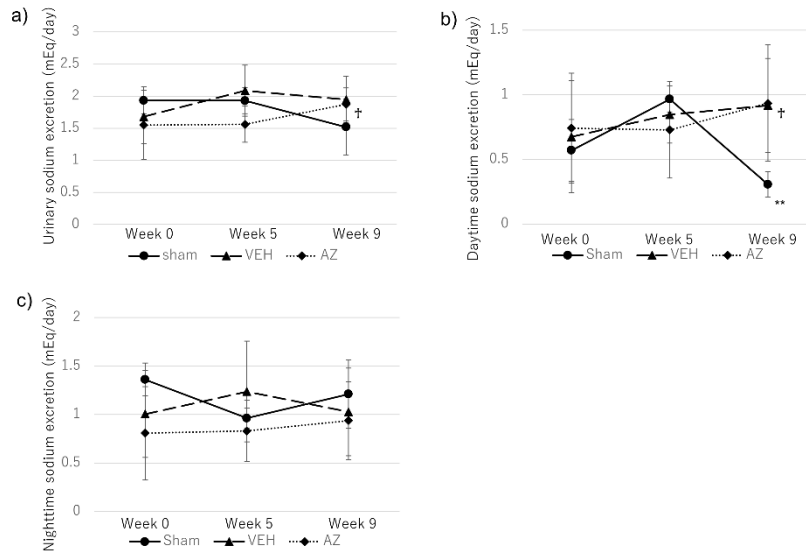 a)
Urinary sodium excretion (mEq/day)
3
2.5
2
1.5
1
0.5
0
†
Week 0 Week 5 Week 9
sham VEH AZ
b)
Daytime sodium excretion (mEq/day)
1.5
1
0.5
0
†
**
Week 0 Week 5 Week 9
Sham VEH AZ
c)
Nighttime sodium excretion (mEq/day)
2
1.5
1
0.5
0
Week 0 Week 5 Week 9
Sham VEH AZ